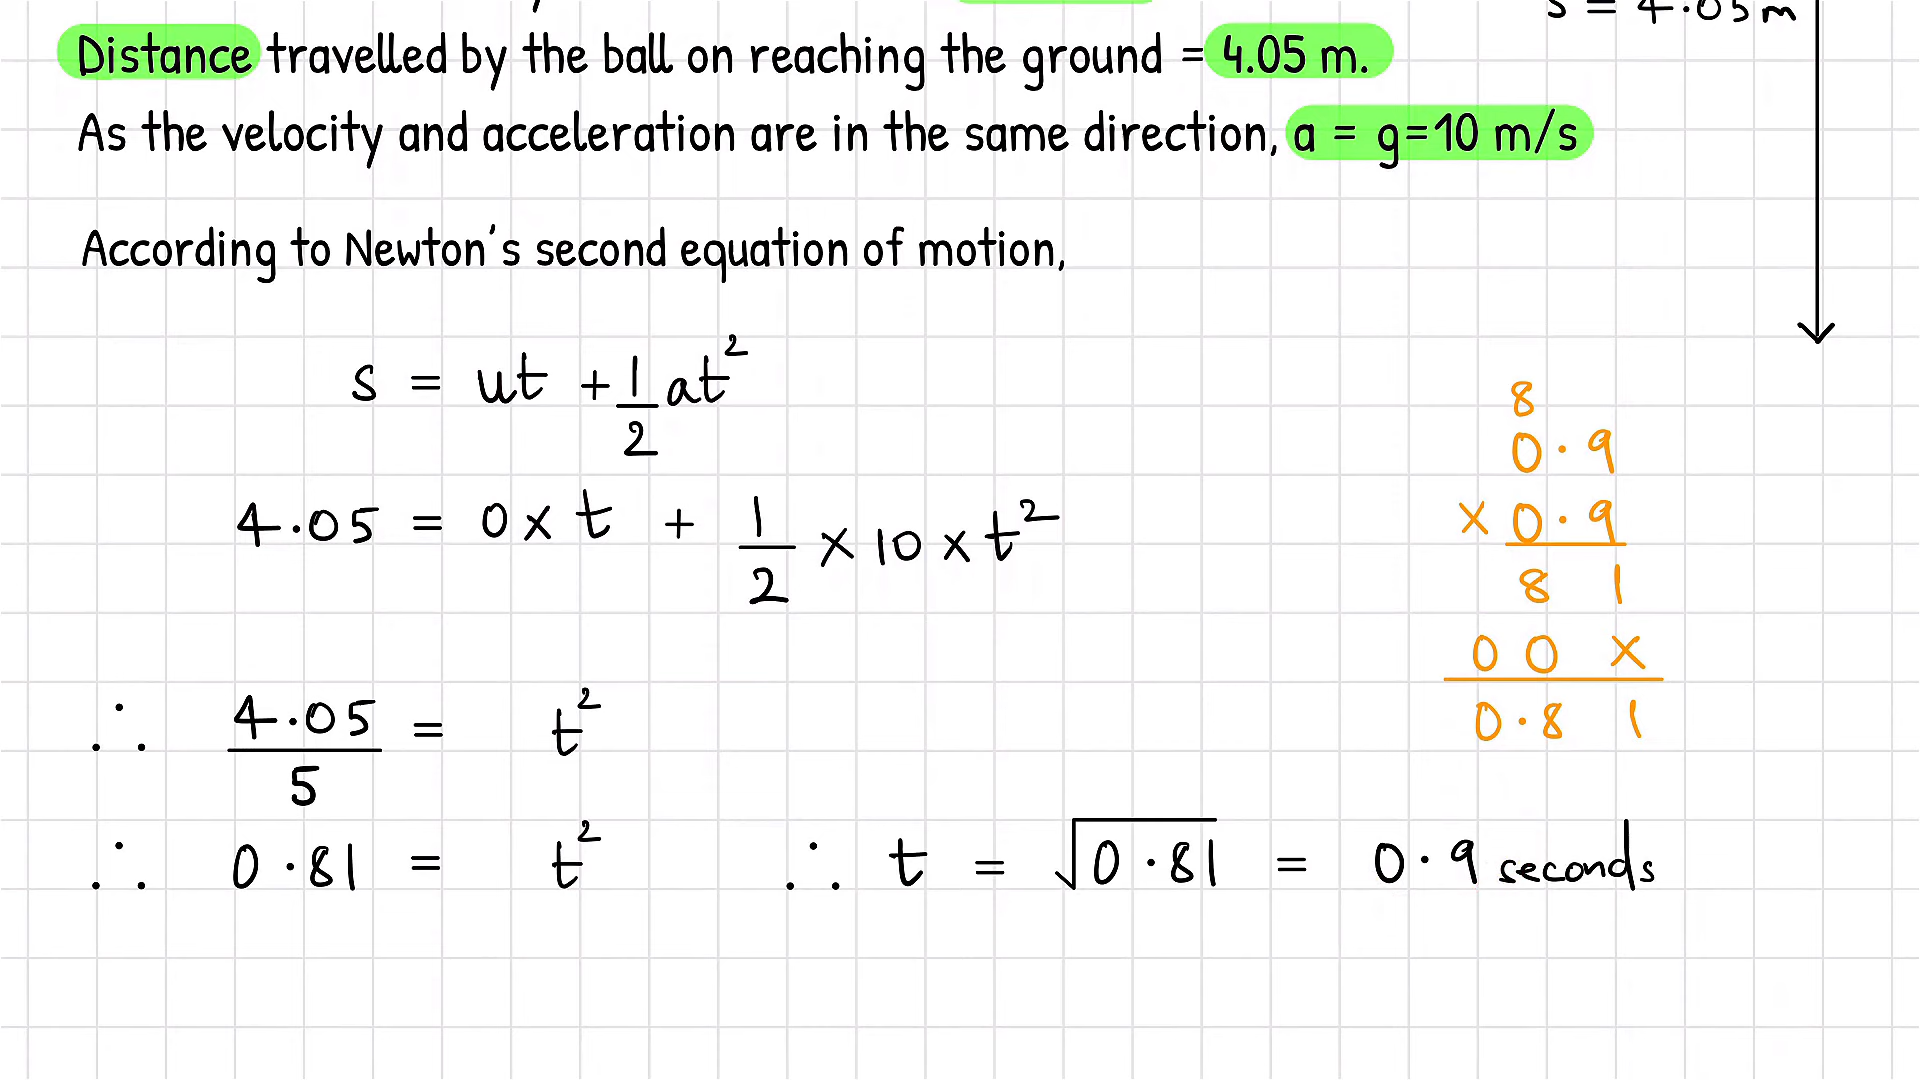 s = 4.05 m
Distance travelled by the ball on reaching the ground = 4.05 m.
As the velocity and acceleration are in the same direction, a = g=10 m/s
According to Newton's second equation of motion,
s = ut + 1/2 at²
4.05 = 0 x t + 1/2 x 10 x t²
∴ 4.05/5 = t²
∴ 0.81 = t² ∴ t = √0.81 = 0.9 seconds
8
0.9
x 0.9
8 1
0 0 x
0.8 1